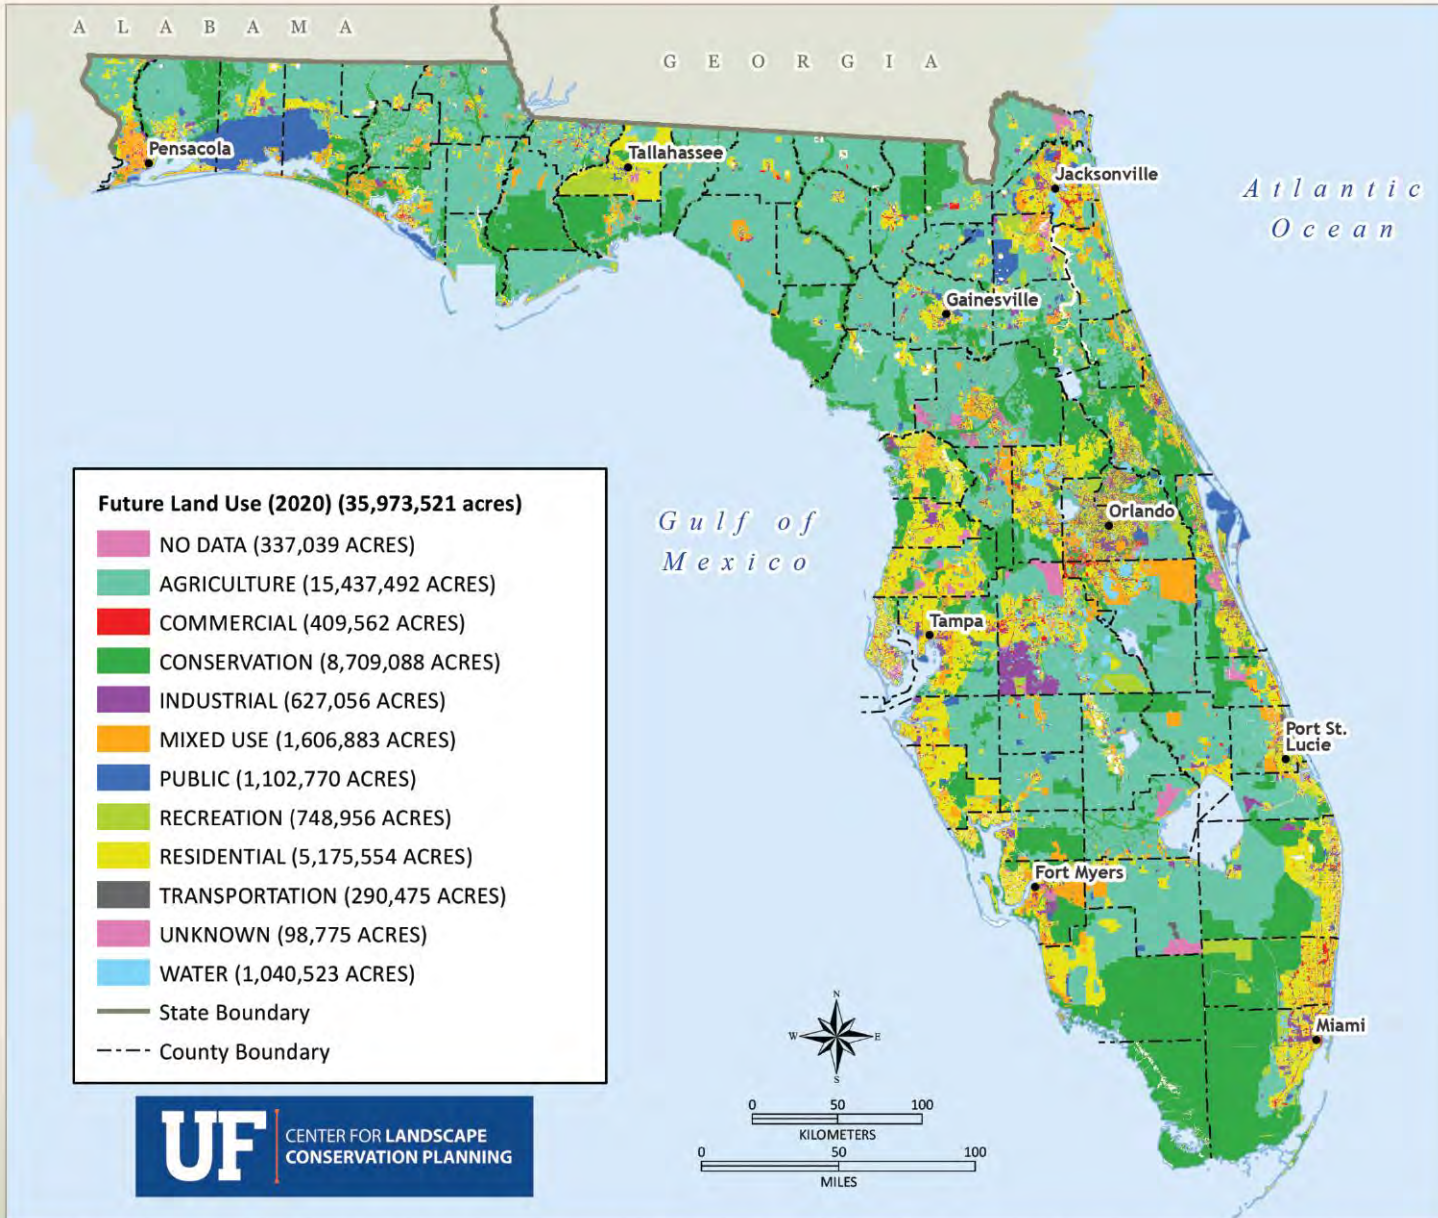 ALABAMA
GEORGIA
Pensacola
Tallahassee
Jacksonville
Atlantic
Ocean
Gainesville
Gulf of
Mexico
Orlando
Tampa
Port St.
Lucie
Fort Myers
Miami
Future Land Use (2020) (35,973,521 acres)
NO DATA (337,039 ACRES)
AGRICULTURE (15,437,492 ACRES)
COMMERCIAL (409,562 ACRES)
CONSERVATION (8,709,088 ACRES)
INDUSTRIAL (627,056 ACRES)
MIXED USE (1,606,883 ACRES)
PUBLIC (1,102,770 ACRES)
RECREATION (748,956 ACRES)
RESIDENTIAL (5,175,554 ACRES)
TRANSPORTATION (290,475 ACRES)
UNKNOWN (98,775 ACRES)
WATER (1,040,523 ACRES)
State Boundary
County Boundary
N
W E
S
0 50 100
KILOMETERS
0 50 100
MILES
UF
CENTER FOR LANDSCAPE
CONSERVATION PLANNING